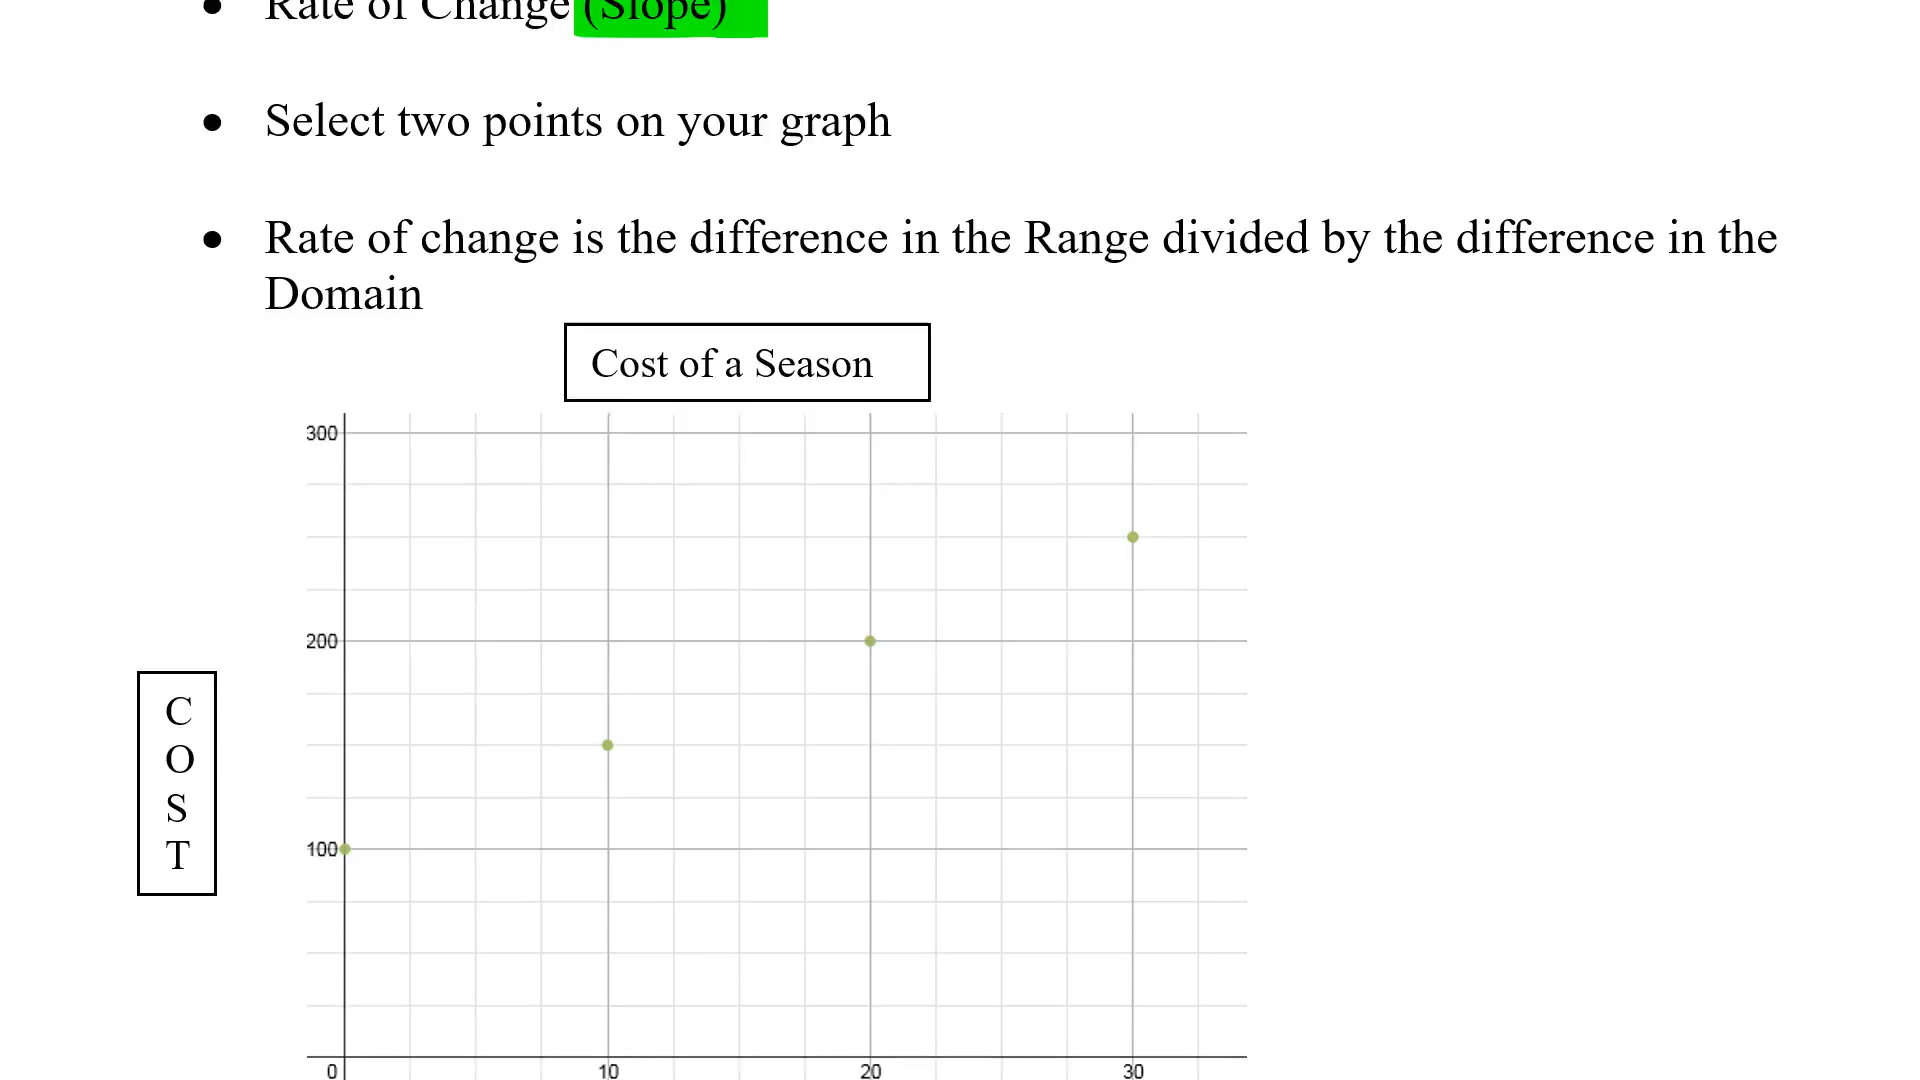 ● Rate of Change (Slope)
● Select two points on your graph
● Rate of change is the difference in the Range divided by the difference in the
Domain
Cost of a Season
300
200
C
O
S
T
100
0 10 20 30